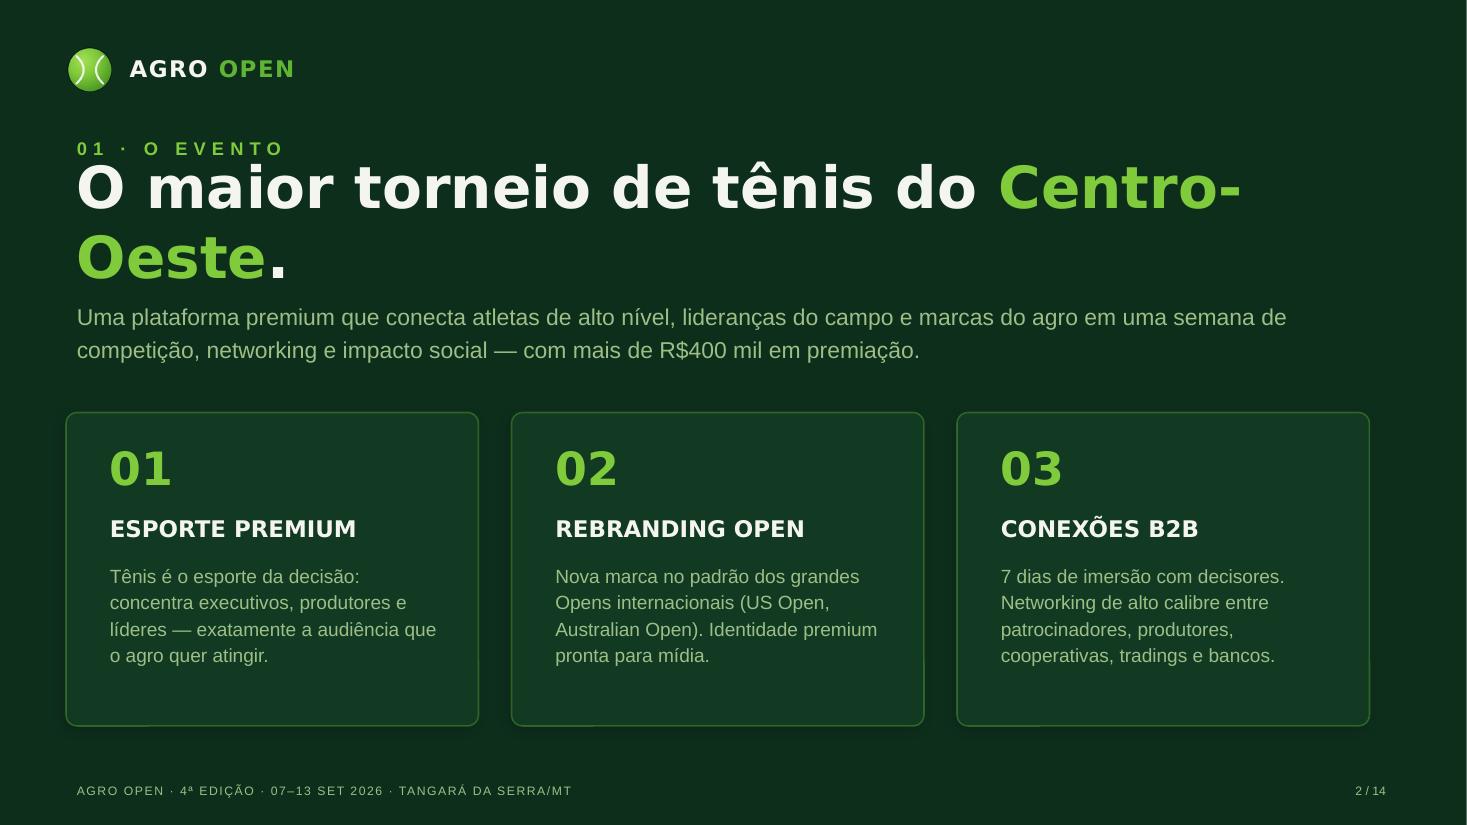 AGRO OPEN
01 · O EVENTO
O maior torneio de tênis do Centro-
Oeste.
Uma plataforma premium que conecta atletas de alto nível, lideranças do campo e marcas do agro em uma semana de
competição, networking e impacto social — com mais de R$400 mil em premiação.
01
ESPORTE PREMIUM
Tênis é o esporte da decisão:
concentra executivos, produtores e
líderes — exatamente a audiência que
o agro quer atingir.
02
REBRANDING OPEN
Nova marca no padrão dos grandes
Opens internacionais (US Open,
Australian Open). Identidade premium
pronta para mídia.
03
CONEXÕES B2B
7 dias de imersão com decisores.
Networking de alto calibre entre
patrocinadores, produtores,
cooperativas, tradings e bancos.
AGRO OPEN · 4ª EDIÇÃO · 07–13 SET 2026 · TANGARÁ DA SERRA/MT
2 / 14